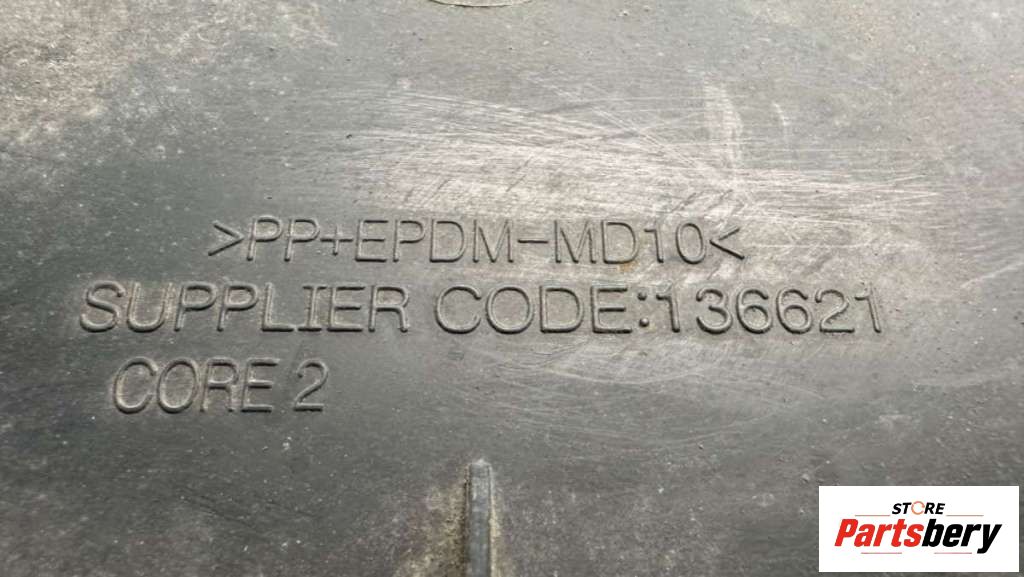 >PP+EPDM-MD10<
SUPPLIER CODE:136621
CORE 2
STORE
Partsbery